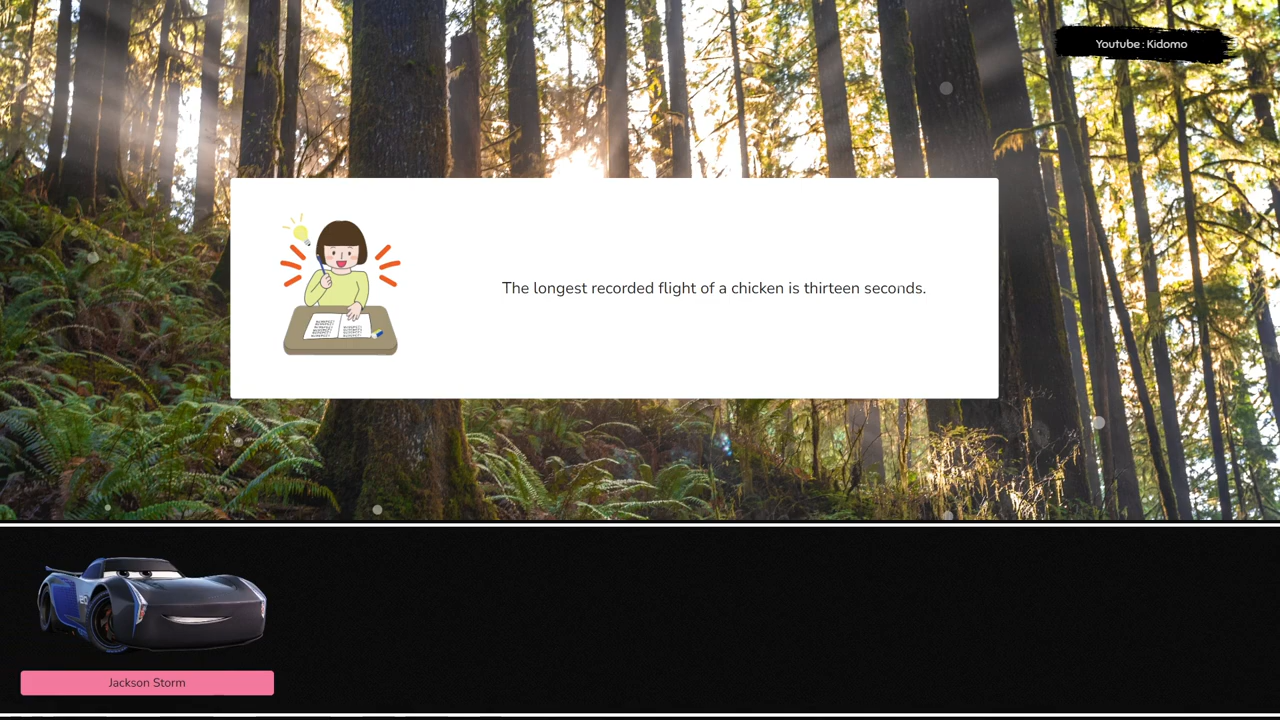 Youtube : Kidomo
The longest recorded flight of a chicken is thirteen seconds.
Jackson Storm